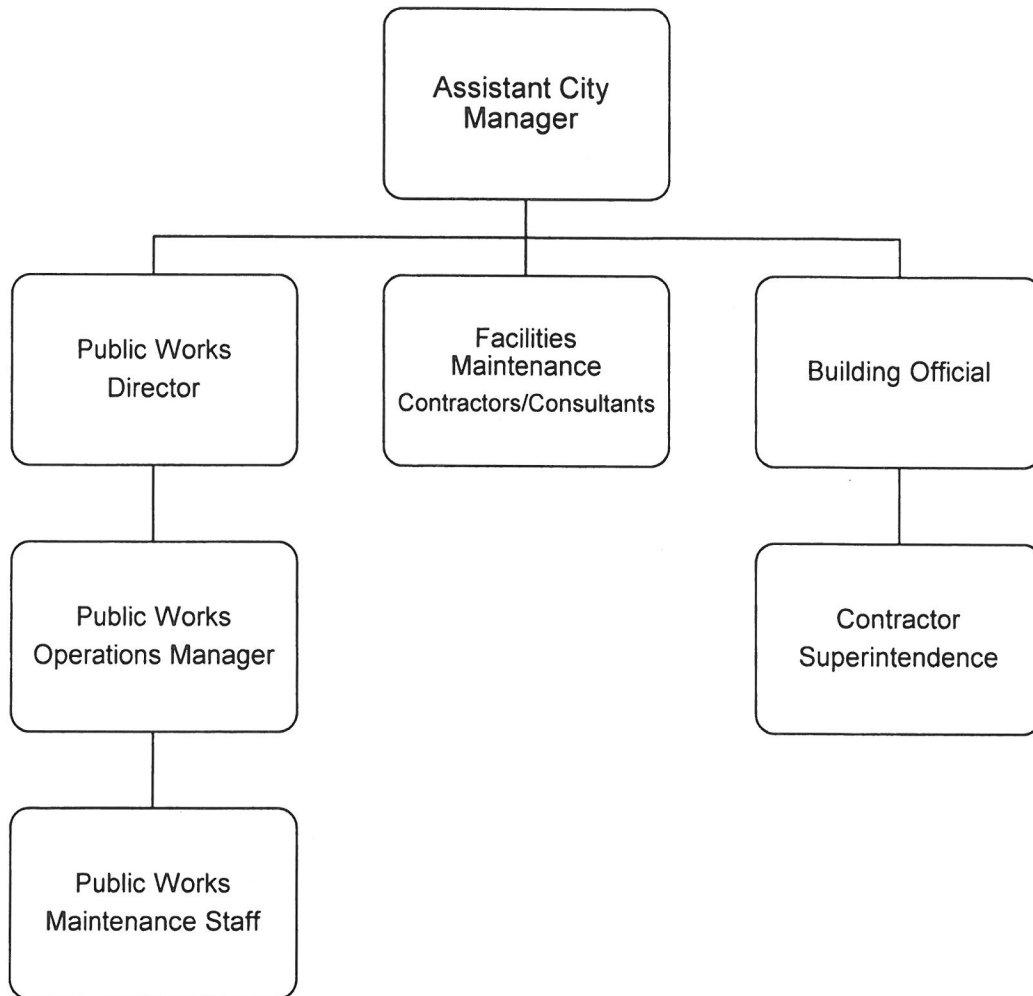 Assistant City
Manager
Public Works
Director
Facilities
Maintenance
Contractors/Consultants
Building Official
Public Works
Operations Manager
Contractor
Superintendence
Public Works
Maintenance Staff